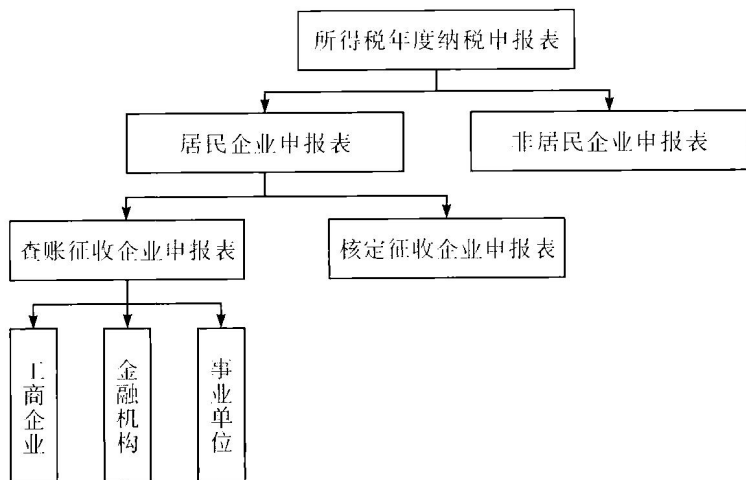 所得税年度纳税申报表
居民企业申报表
非居民企业申报表
查账征收企业申报表
核定征收企业申报表
工商企业
金融机构
事业单位